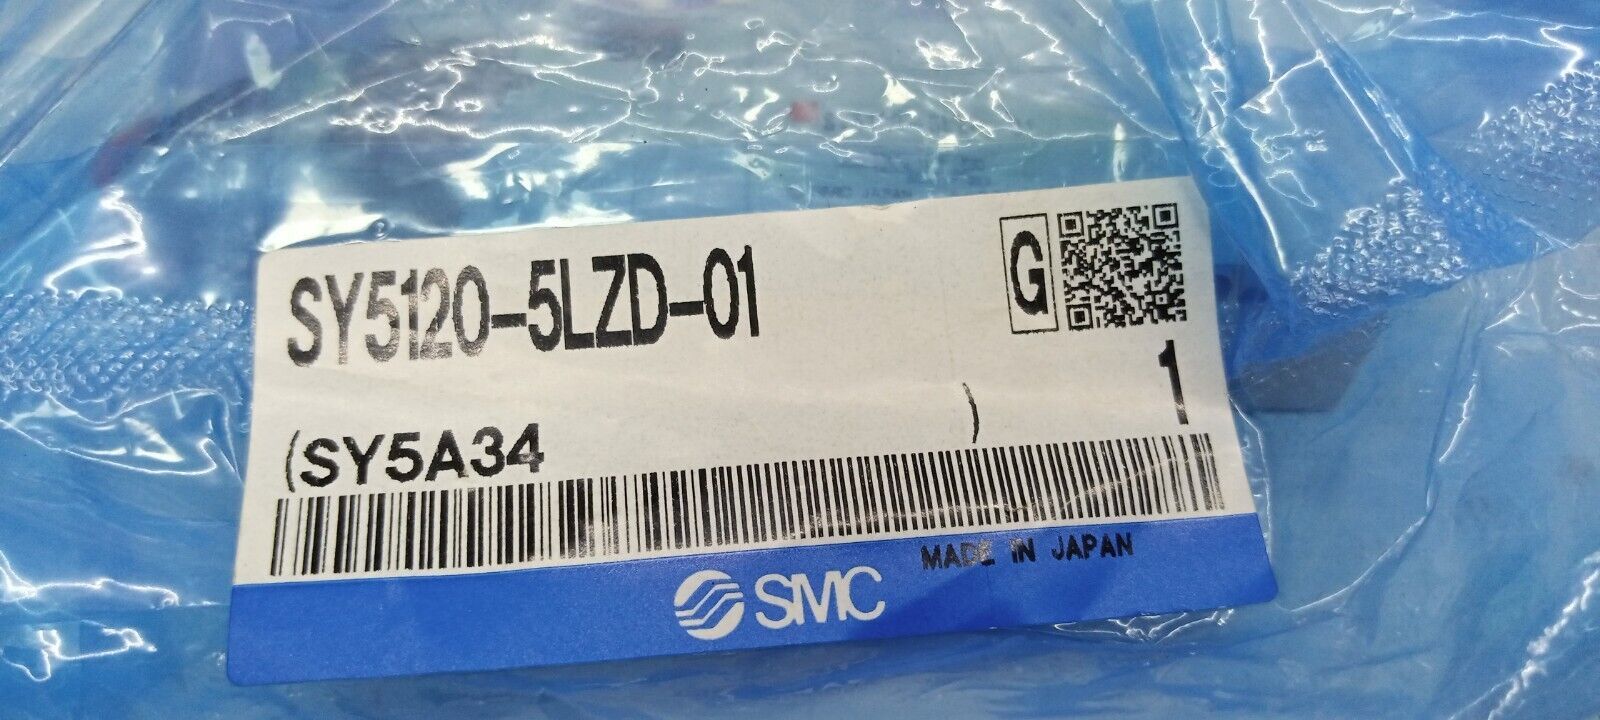 SY5120-5LZD-01
G
1
(SY5A34 )
MADE IN JAPAN
SMC